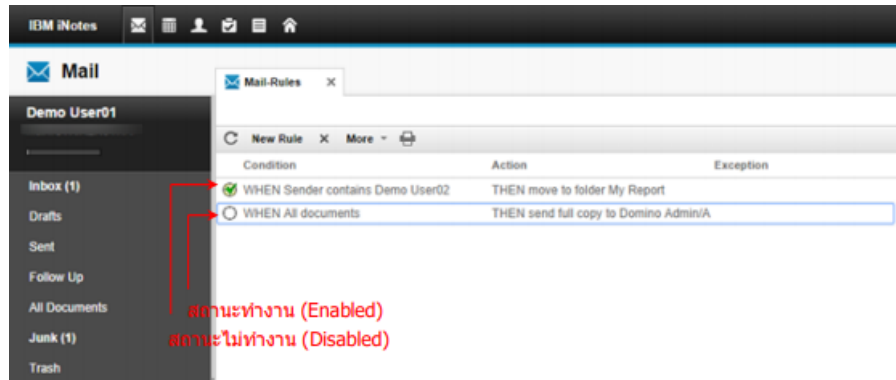 IBM iNotes
Mail
Mail-Rules X
Demo User01
New Rule X More
Condition Action Exception
Inbox (1)
WHEN Sender contains Demo User02 THEN move to folder My Report
Drafts
WHEN All documents THEN send full copy to Domino Admin/A
Sent
Follow Up
All Documents
สถานะทำงาน (Enabled)
Junk (1)
สถานะไม่ทำงาน (Disabled)
Trash